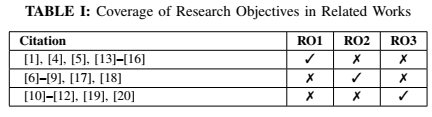 TABLE I: Coverage of Research Objectives in Related Works
Citation RO1 RO2 RO3
[1], [4], [5], [13]–[16] ✓ ✗ ✗
[6]–[9], [17], [18] ✗ ✓ ✗
[10]–[12], [19], [20] ✗ ✗ ✓